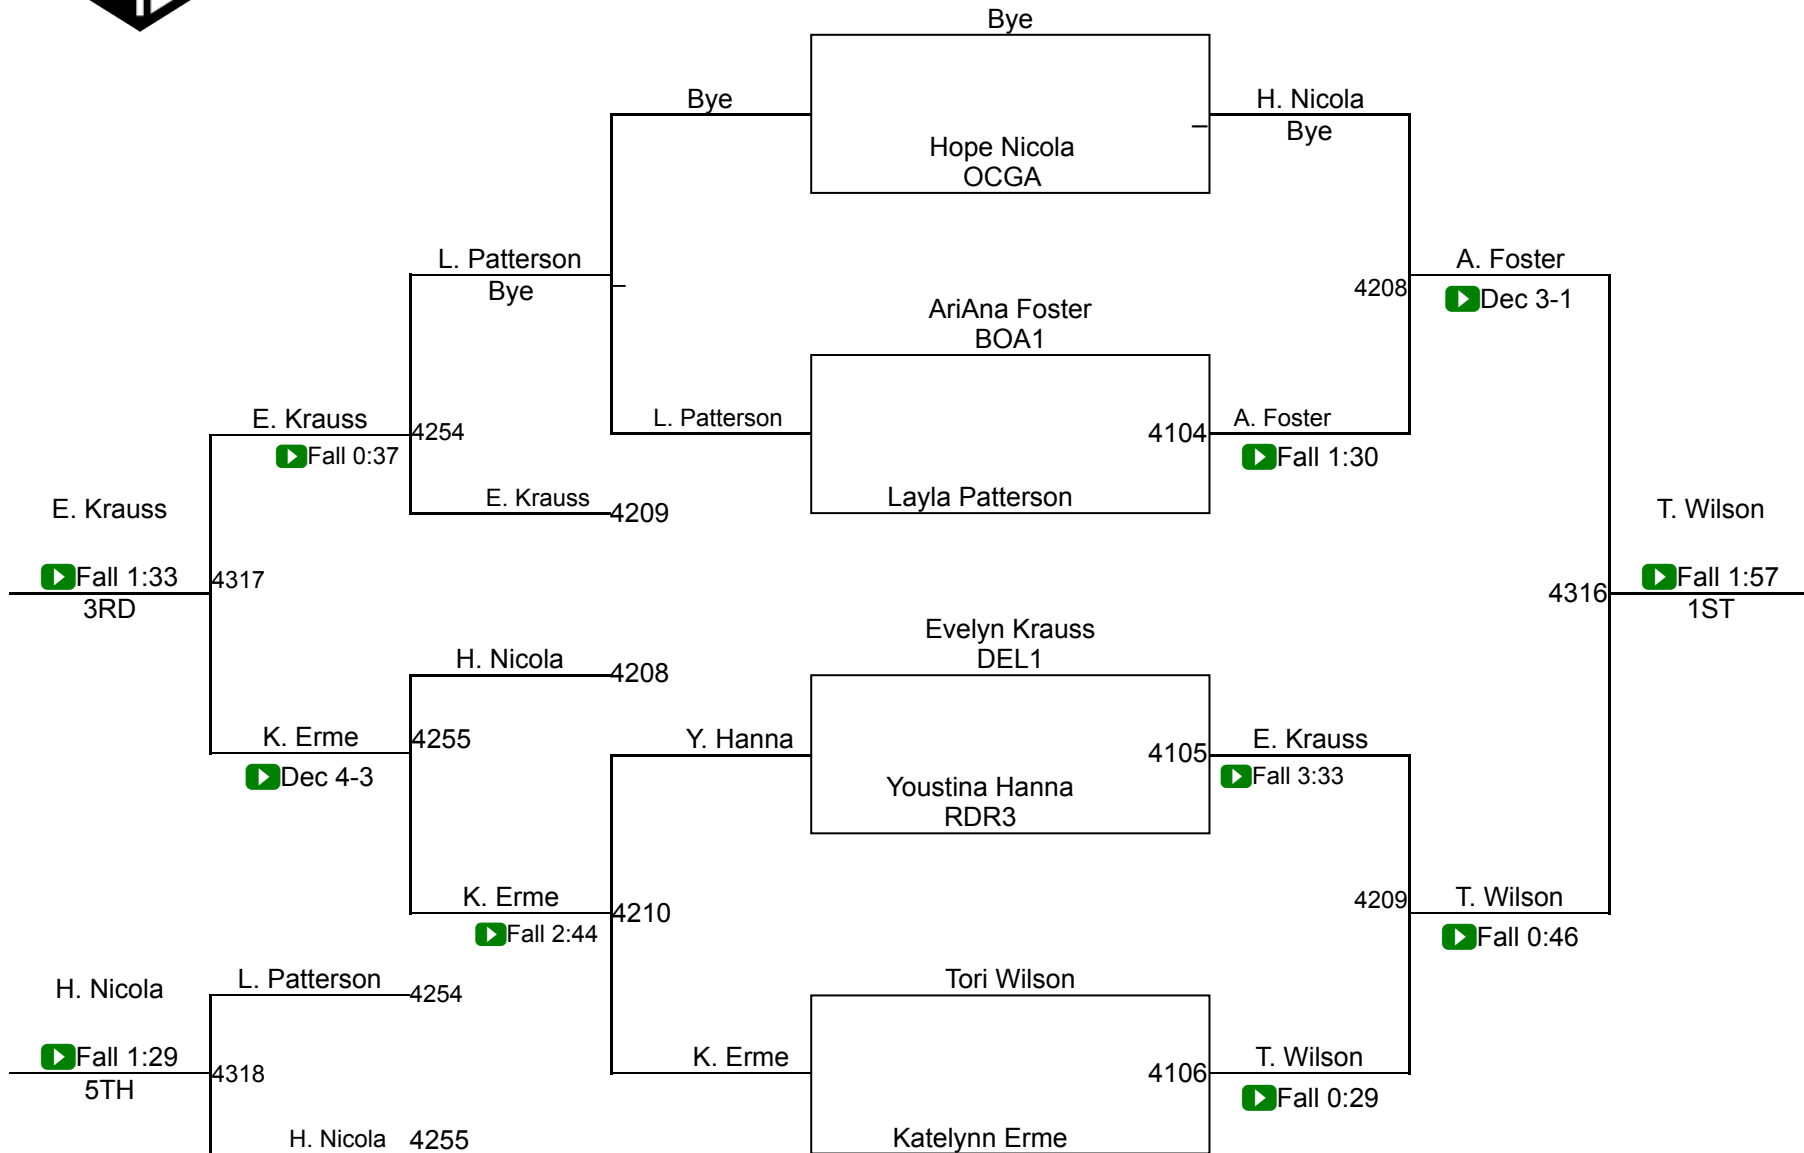 Bye
Bye
H. Nicola
Bye
Hope Nicola
OCGA
L. Patterson
Bye
A. Foster
4208
Dec 3-1
AriAna Foster
BOA1
E. Krauss
4254
Fall 0:37
L. Patterson
4104
A. Foster
Fall 1:30
E. Krauss
E. Krauss
4209
Layla Patterson
T. Wilson
Fall 1:33
4317
3RD
4316
Fall 1:57
1ST
Evelyn Krauss
DEL1
H. Nicola
4208
K. Erme
4255
Dec 4-3
Y. Hanna
4105
E. Krauss
Fall 3:33
Youstina Hanna
RDR3
K. Erme
4210
Fall 2:44
4209
T. Wilson
Fall 0:46
H. Nicola
L. Patterson
4254
Tori Wilson
Fall 1:29
4318
5TH
K. Erme
4106
T. Wilson
Fall 0:29
H. Nicola
4255
Katelynn Erme